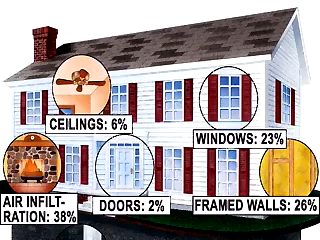 CEILINGS: 6%
WINDOWS: 23%
AIR INFILT-
RATION: 38%
DOORS: 2%
FRAMED WALLS: 26%